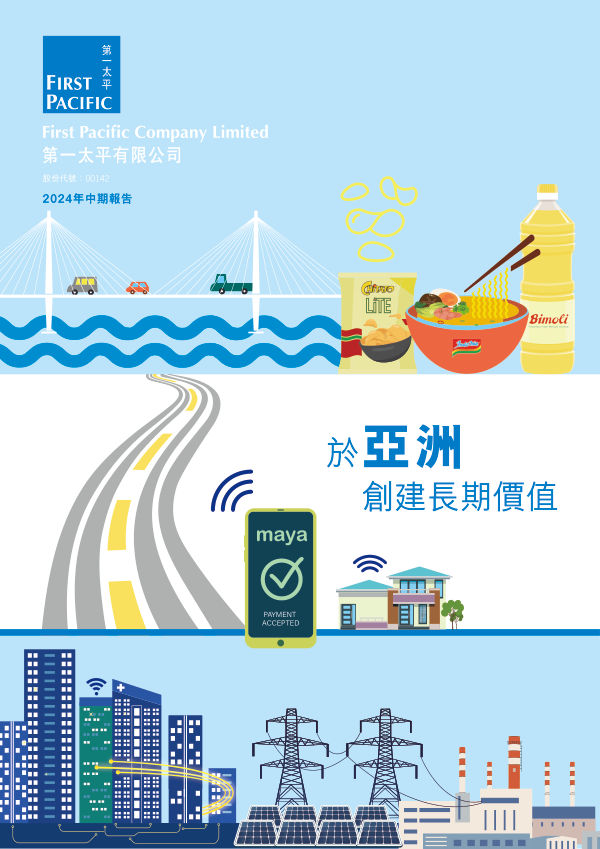 第一太平
FIRST
PACIFIC
First Pacific Company Limited
第一太平有限公司
股份代號：00142
2024年中期報告
Chitato
LiTE
Indomie
Bimoli
於亞洲
創建長期價值
maya
PAYMENT
ACCEPTED